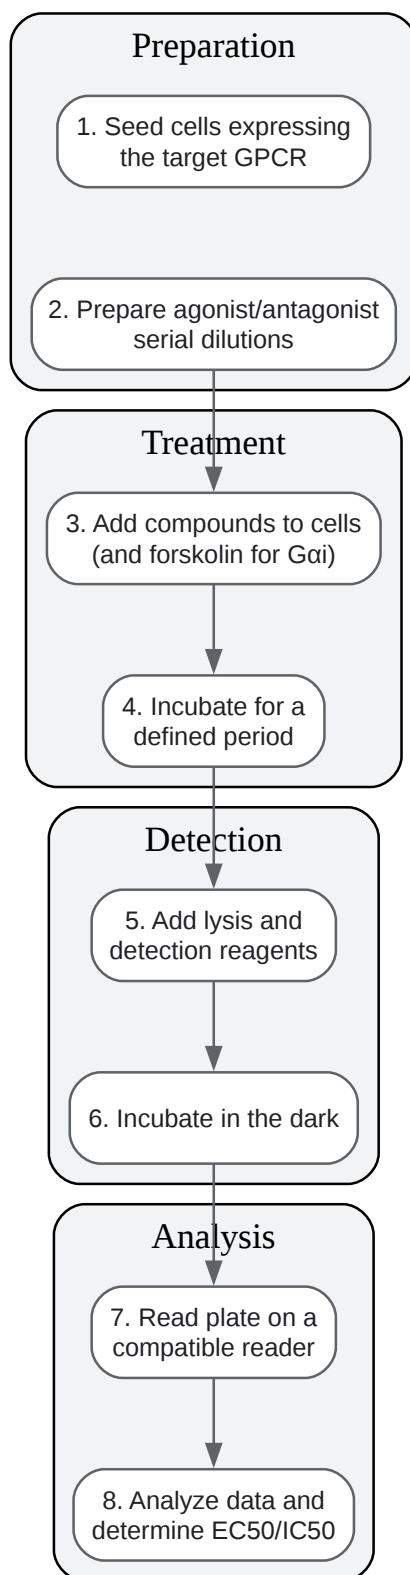 Preparation
1. Seed cells expressing
the target GPCR
2. Prepare agonist/antagonist
serial dilutions
Treatment
3. Add compounds to cells
(and forskolin for Gαi)
4. Incubate for a
defined period
Detection
5. Add lysis and
detection reagents
6. Incubate in the dark
Analysis
7. Read plate on a
compatible reader
8. Analyze data and
determine EC50/IC50